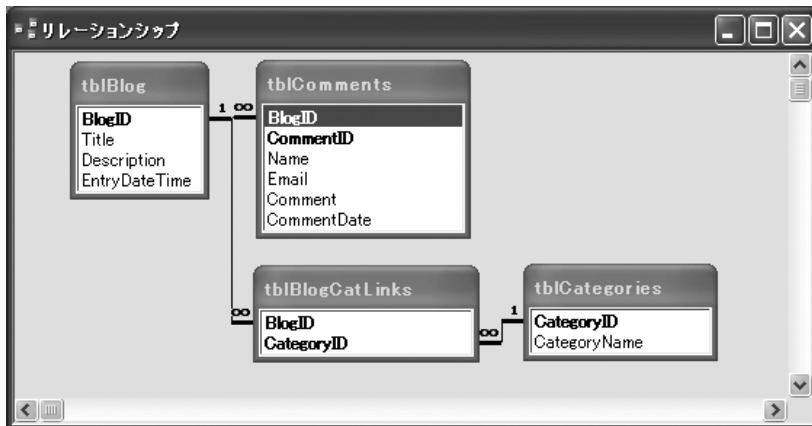 リレーションシップ
tblBlog
BlogID
Title
Description
EntryDateTime
1
∞
tblComments
BlogID
CommentID
Name
Email
Comment
CommentDate
∞
tblBlogCatLinks
BlogID
CategoryID
∞
1
tblCategories
CategoryID
CategoryName